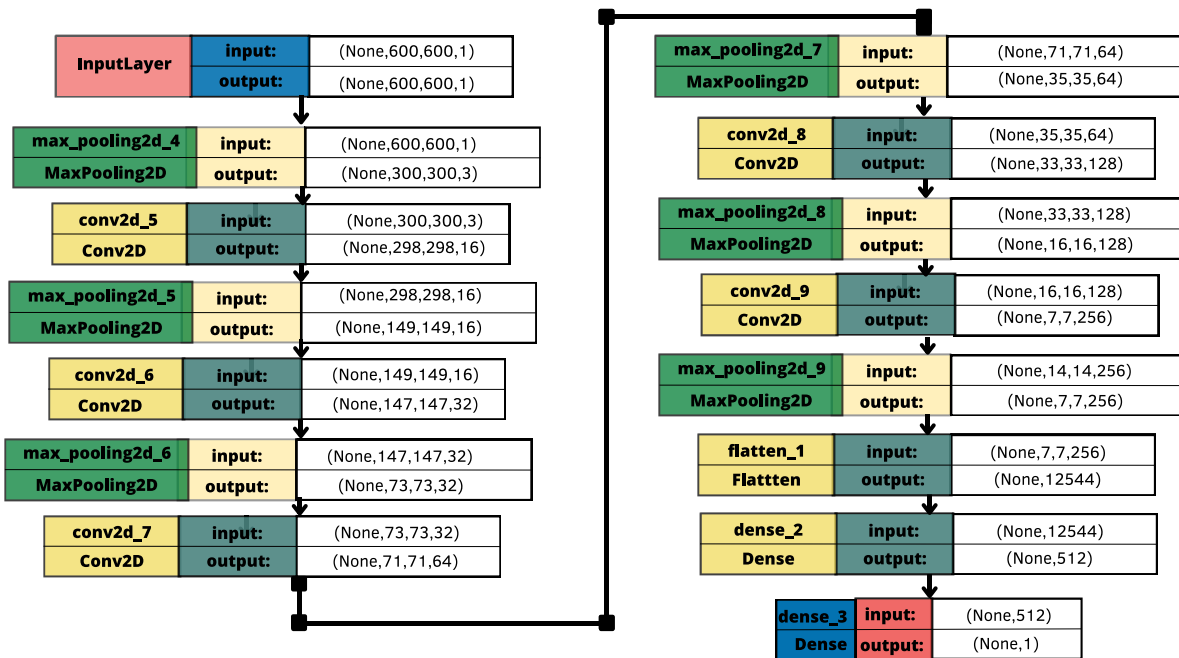 InputLayer input: (None,600,600,1)
output: (None,600,600,1)
max_pooling2d_4 input: (None,600,600,1)
MaxPooling2D output: (None,300,300,3)
conv2d_5 input: (None,300,300,3)
Conv2D output: (None,298,298,16)
max_pooling2d_5 input: (None,298,298,16)
MaxPooling2D output: (None,149,149,16)
conv2d_6 input: (None,149,149,16)
Conv2D output: (None,147,147,32)
max_pooling2d_6 input: (None,147,147,32)
MaxPooling2D output: (None,73,73,32)
conv2d_7 input: (None,73,73,32)
Conv2D output: (None,71,71,64)
max_pooling2d_7 input: (None,71,71,64)
MaxPooling2D output: (None,35,35,64)
conv2d_8 input: (None,35,35,64)
Conv2D output: (None,33,33,128)
max_pooling2d_8 input: (None,33,33,128)
MaxPooling2D output: (None,16,16,128)
conv2d_9 input: (None,16,16,128)
Conv2D output: (None,7,7,256)
max_pooling2d_9 input: (None,14,14,256)
MaxPooling2D output: (None,7,7,256)
flatten_1 input: (None,7,7,256)
Flattten output: (None,12544)
dense_2 input: (None,12544)
Dense output: (None,512)
dense_3 input: (None,512)
Dense output: (None,1)